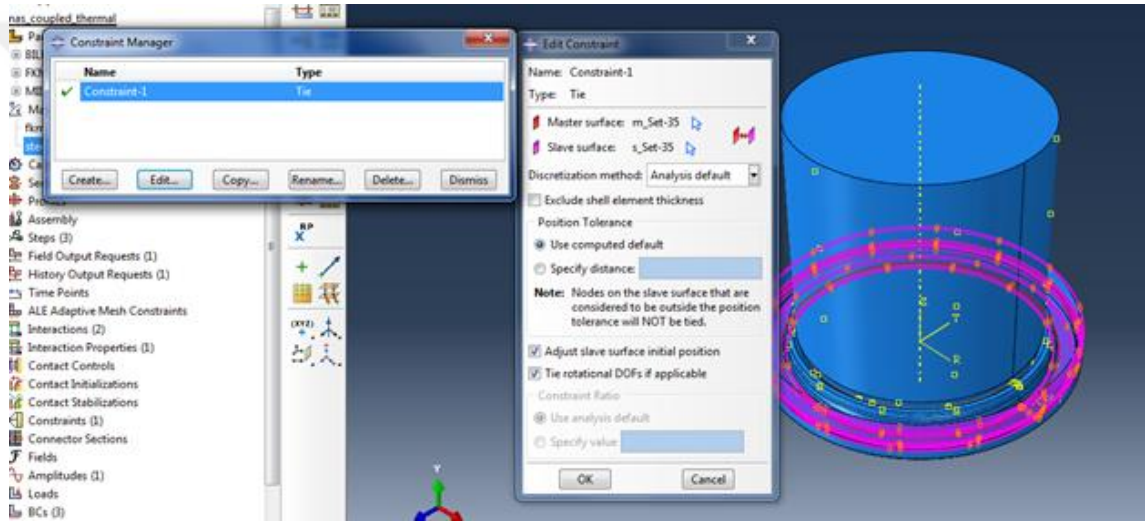 nas_coupled_thermal
Constraint Manager
Name Type
Constraint-1 Tie
Create... Edit... Copy... Rename... Delete... Dismiss
Assembly
Steps (3)
Field Output Requests (1)
History Output Requests (1)
Time Points
ALE Adaptive Mesh Constraints
Interactions (2)
Interaction Properties (1)
Contact Controls
Contact Initializations
Contact Stabilizations
Constraints (1)
Connector Sections
Fields
Amplitudes (1)
Loads
BCs (3)
RP
(XYZ)
Edit Constraint
Name: Constraint-1
Type: Tie
Master surface: m_Set-35
Slave surface: s_Set-35
Discretization method: Analysis default
Exclude shell element thickness
Position Tolerance
Use computed default
Specify distance:
Note: Nodes on the slave surface that are
considered to be outside the position
tolerance will NOT be tied.
Adjust slave surface initial position
Tie rotational DOFs if applicable
Constraint Ratio
Use analysis default
Specify value
OK Cancel
Z
T
R
Y